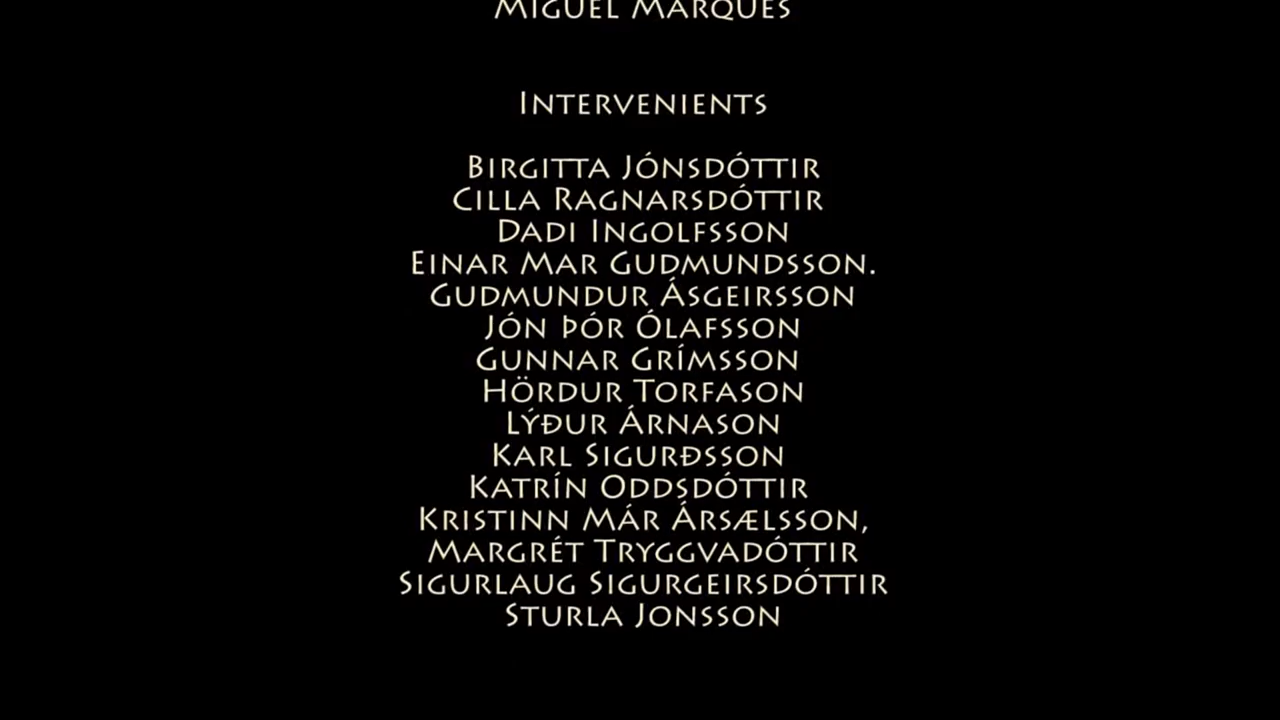 MIGUEL MARQUES
INTERVENIENTS
BIRGITTA JÓNSDÓTTIR
CILLA RAGNARSDÓTTIR
DADI INGOLFSSON
EINAR MAR GUDMUNDSSON.
GUDMUNDUR ÁSGEIRSSON
JÓN ÞÓR ÓLAFSSON
GUNNAR GRÍMSSON
HÖRDUR TORFASON
LÝÐUR ÁRNASON
KARL SIGURÐSSON
KATRÍN ODDSDÓTTIR
KRISTINN MÁR ÁRSÆLSSON,
MARGRÉT TRYGGVADÓTTIR
SIGURLAUG SIGURGEIRSDÓTTIR
STURLA JONSSON